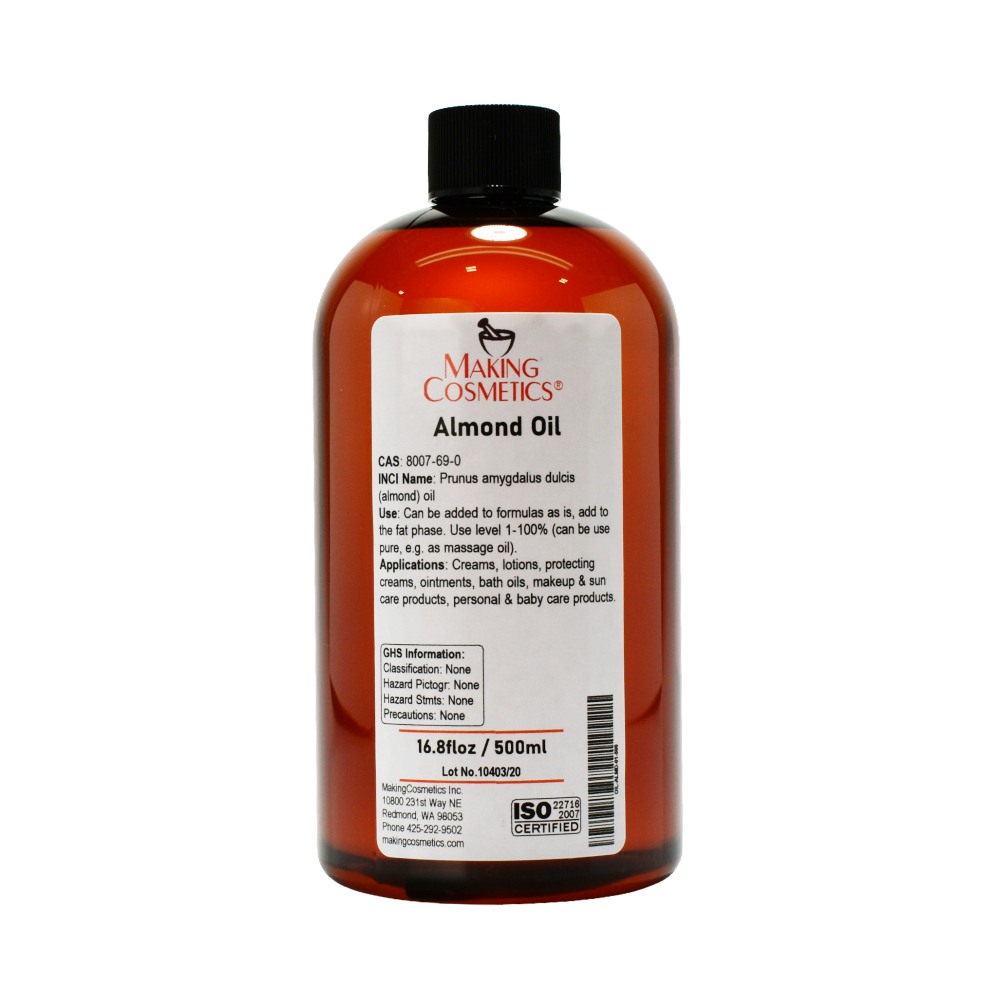 MAKING
COSMETICS®
Almond Oil
CAS: 8007-69-0
INCI Name: Prunus amygdalus dulcis
(almond) oil
Use: Can be added to formulas as is, add to
the fat phase. Use level 1-100% (can be use
pure, e.g. as massage oil).
Applications: Creams, lotions, protecting
creams, ointments, bath oils, makeup & sun
care products, personal & baby care products.
GHS Information:
Classification: None
Hazard Pictogr: None
Hazard Stmts: None
Precautions: None
16.8floz / 500ml
Lot No.10403/20
MakingCosmetics Inc.
10800 231st Way NE
Redmond, WA 98053
Phone 425-292-9502
makingcosmetics.com
ISO 22716
2007
CERTIFIED